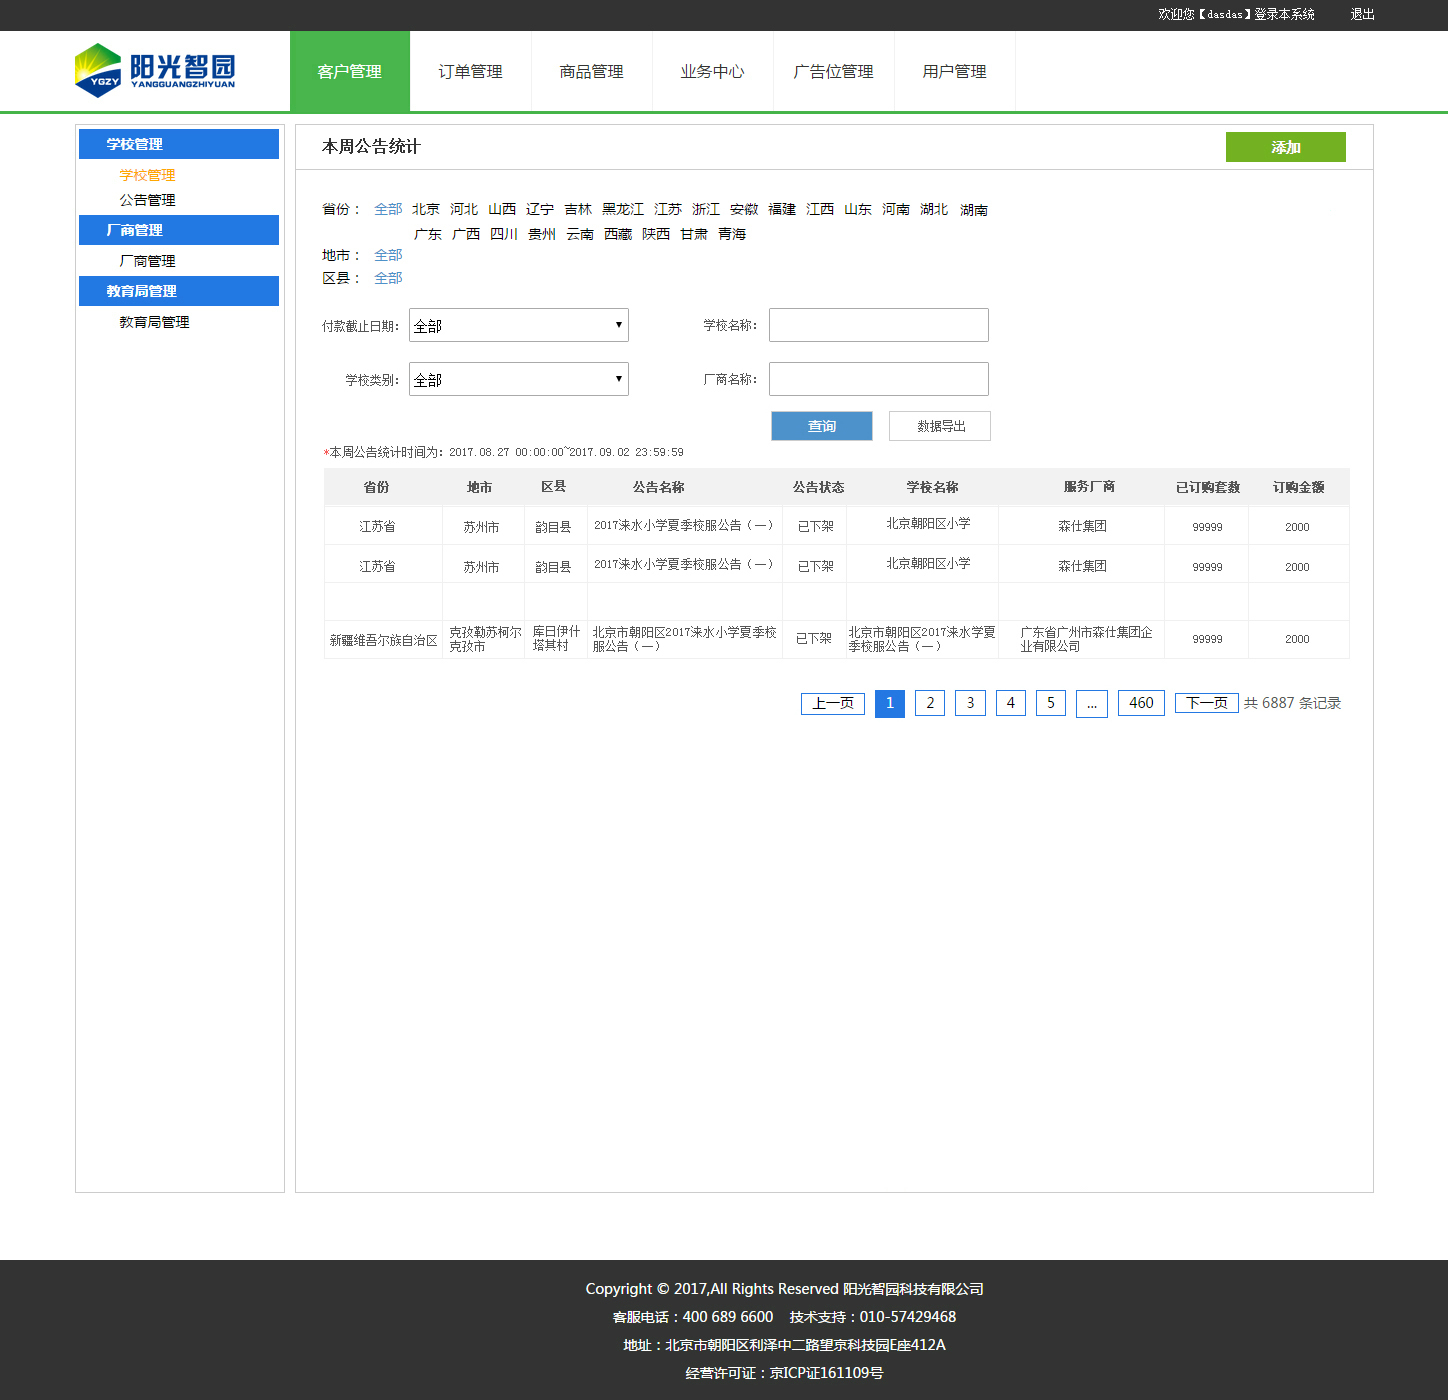 欢迎您【dasdas】登录本系统 退出
YGZY 阳光智园 YANGGUANGZHIYUAN
客户管理 订单管理 商品管理 业务中心 广告位管理 用户管理
学校管理
学校管理
公告管理
厂商管理
厂商管理
教育局管理
教育局管理
本周公告统计 添加
省份： 全部 北京 河北 山西 辽宁 吉林 黑龙江 江苏 浙江 安徽 福建 江西 山东 河南 湖北 湖南
广东 广西 四川 贵州 云南 西藏 陕西 甘肃 青海
地市： 全部
区县： 全部
付款截止日期： 全部 学校名称：
学校类别： 全部 厂商名称：
查询 数据导出
*本周公告统计时间为：2017.08.27 00:00:00~2017.09.02 23:59:59
省份 地市 区县 公告名称 公告状态 学校名称 服务厂商 已订购套数 订购金额
江苏省 苏州市 韵目县 2017涞水小学夏季校服公告（一） 已下架 北京朝阳区小学 森仕集团 99999 2000
江苏省 苏州市 韵目县 2017涞水小学夏季校服公告（一） 已下架 北京朝阳区小学 森仕集团 99999 2000
新疆维吾尔族自治区 克孜勒苏柯尔克孜市 库日伊什塔其村 北京市朝阳区2017涞水小学夏季校服公告（一） 已下架 北京市朝阳区2017涞水学夏季校服公告（一） 广东省广州市森仕集团企业有限公司 99999 2000
上一页 1 2 3 4 5 ... 460 下一页 共 6887 条记录
Copyright © 2017,All Rights Reserved 阳光智园科技有限公司
客服电话：400 689 6600 技术支持：010-57429468
地址：北京市朝阳区利泽中二路望京科技园E座412A
经营许可证：京ICP证161109号